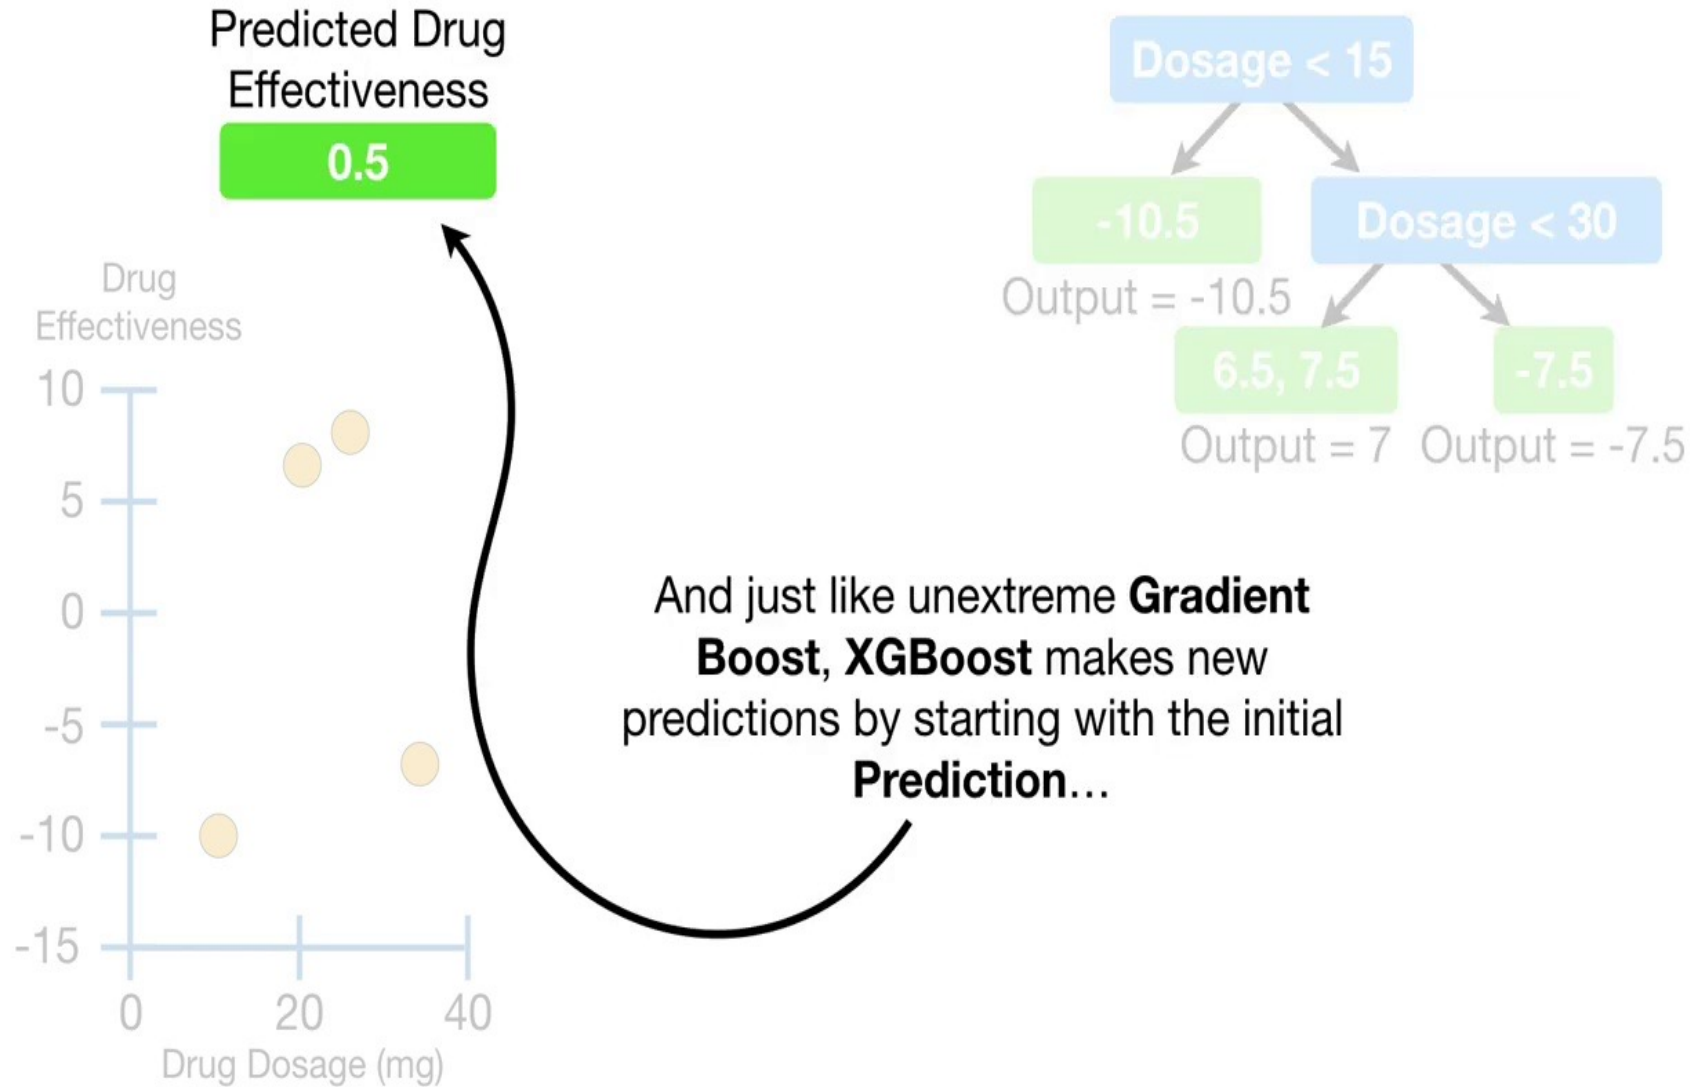 Predicted Drug
Effectiveness
0.5
Dosage < 15
-10.5
Dosage < 30
Output = -10.5
6.5, 7.5
-7.5
Output = 7
Output = -7.5
Drug
Effectiveness
10
5
0
-5
-10
-15
0
20
40
Drug Dosage (mg)
And just like unextreme Gradient
Boost, XGBoost makes new
predictions by starting with the initial
Prediction...